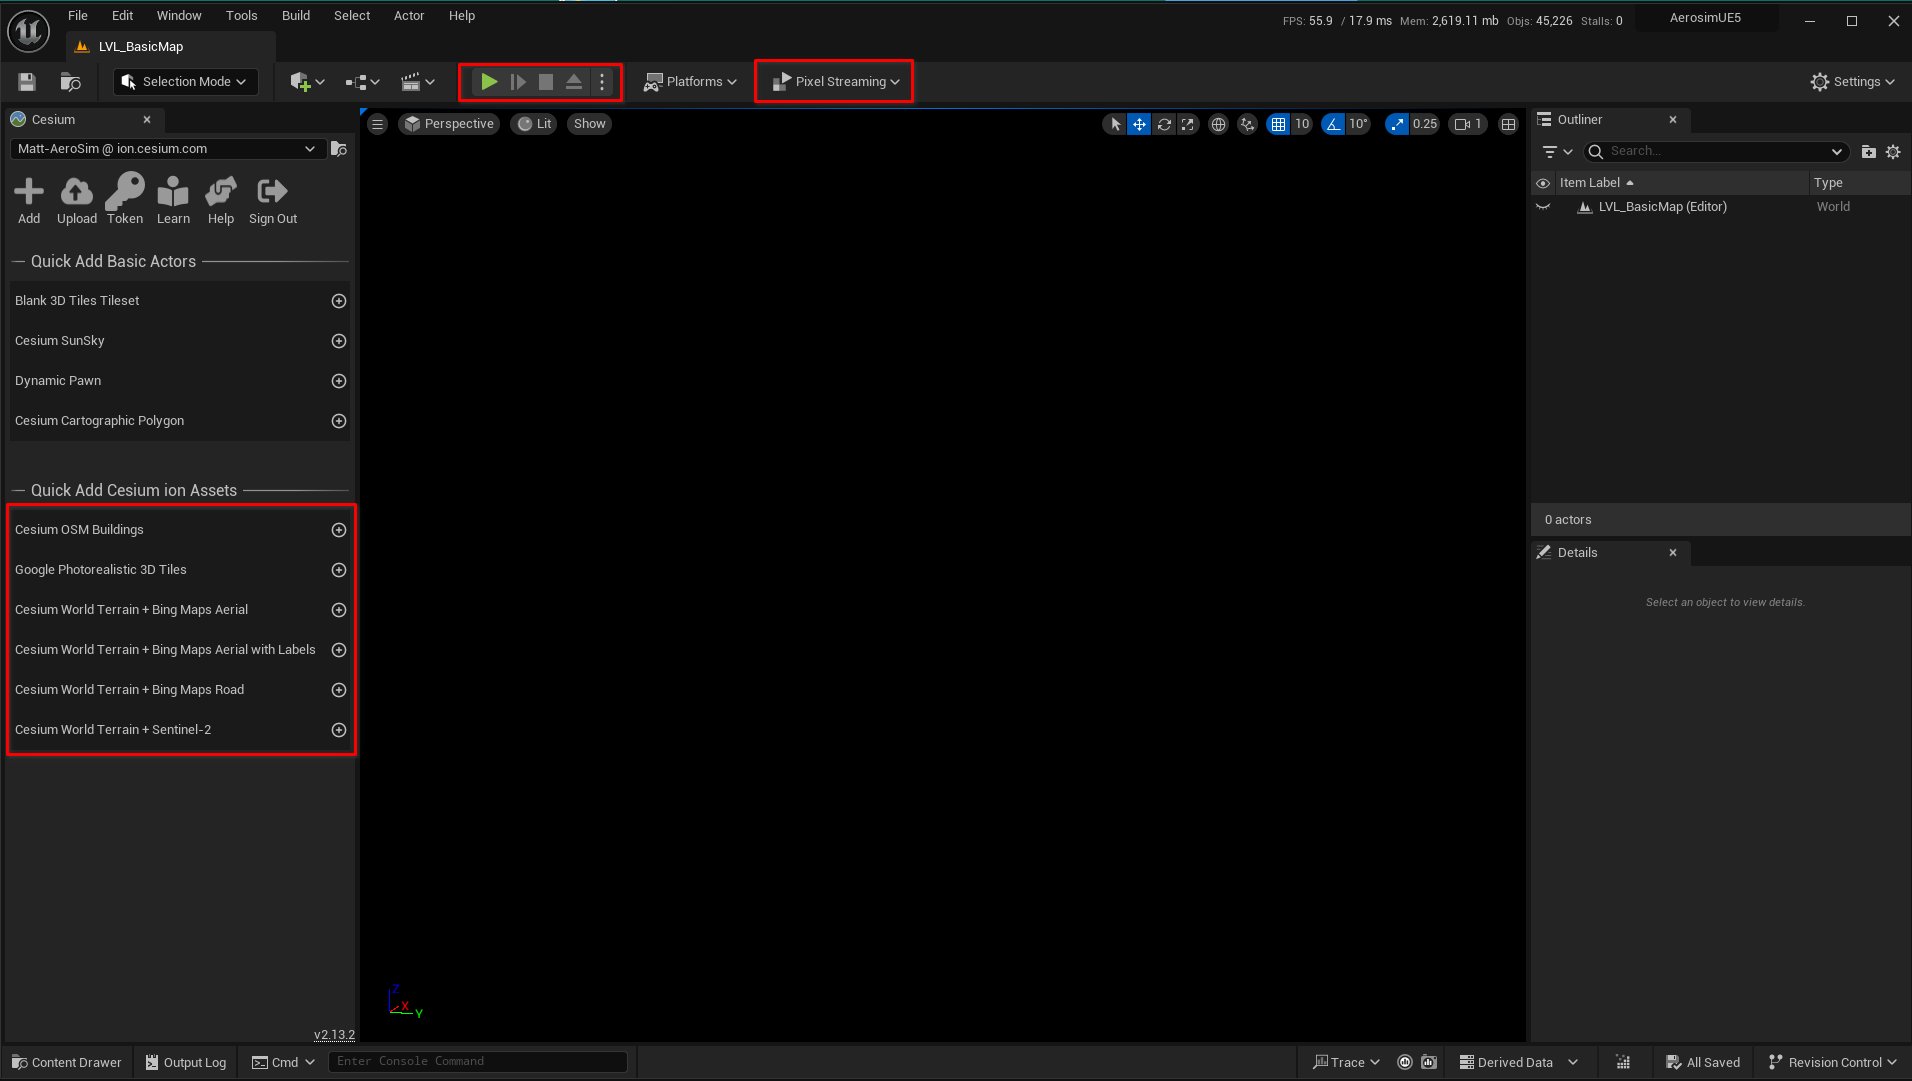 File Edit Window Tools Build Select Actor Help
FPS: 55.9 / 17.9 ms Mem: 2,619.11 mb Objs: 45,226 Stalls: 0
AerosimUE5
LVL_BasicMap
Selection Mode
Platforms
Pixel Streaming
Settings
Cesium
Matt-AeroSim @ ion.cesium.com
Add Upload Token Learn Help Sign Out
Quick Add Basic Actors
Blank 3D Tiles Tileset
Cesium SunSky
Dynamic Pawn
Cesium Cartographic Polygon
Quick Add Cesium ion Assets
Cesium OSM Buildings
Google Photorealistic 3D Tiles
Cesium World Terrain + Bing Maps Aerial
Cesium World Terrain + Bing Maps Aerial with Labels
Cesium World Terrain + Bing Maps Road
Cesium World Terrain + Sentinel-2
v2.13.2
Perspective Lit Show
10 10° 0.25 1
Z
X
Y
Outliner
Search...
Item Label Type
LVL_BasicMap (Editor) World
0 actors
Details
Select an object to view details.
Content Drawer Output Log Cmd Enter Console Command
Trace Derived Data All Saved Revision Control